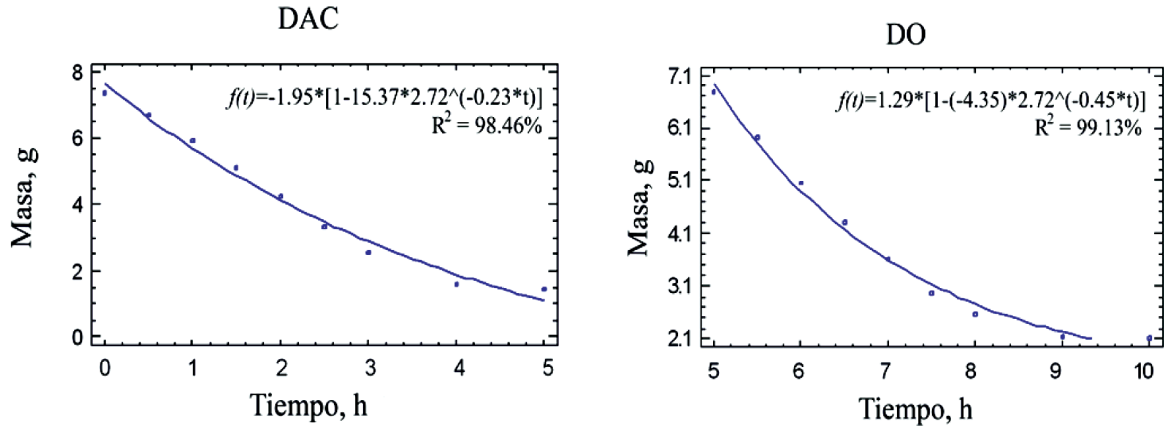 DAC
f(t)=-1.95*[1-15.37*2.72^(-0.23*t)]
R² = 98.46%
Masa, g
8
6
4
2
0
0 1 2 3 4 5
Tiempo, h
DO
f(t)=1.29*[1-(-4.35)*2.72^(-0.45*t)]
R² = 99.13%
Masa, g
7.1
6.1
5.1
4.1
3.1
2.1
5 6 7 8 9 10
Tiempo, h